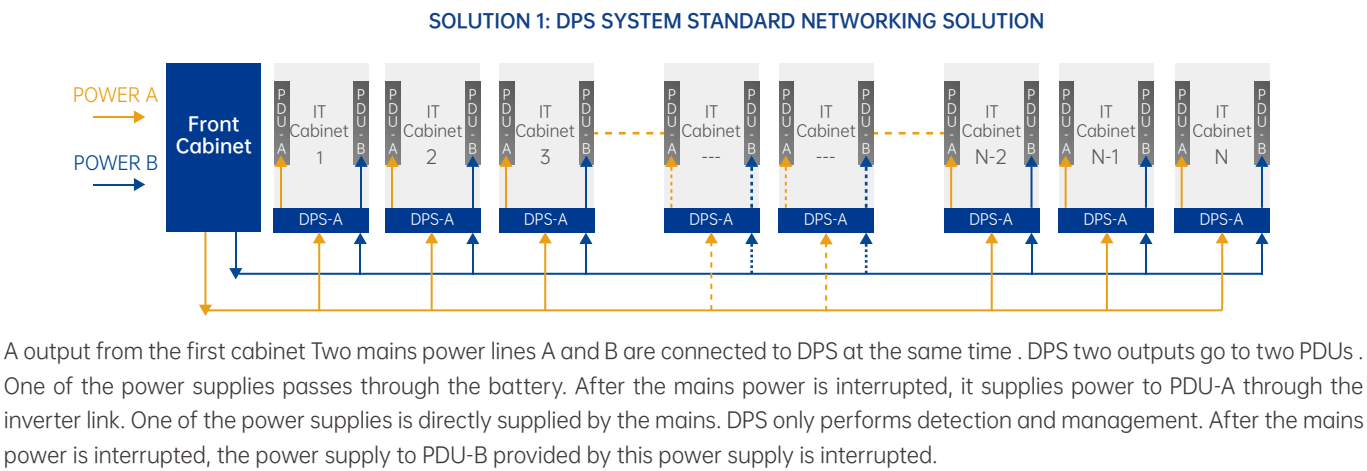 SOLUTION 1: DPS SYSTEM STANDARD NETWORKING SOLUTION
POWER A
POWER B
Front
Cabinet
PDU-A
IT
Cabinet
1
PDU-B
DPS-A
PDU-A
IT
Cabinet
2
PDU-B
DPS-A
PDU-A
IT
Cabinet
3
PDU-B
DPS-A
PDU-A
IT
Cabinet
---
PDU-B
DPS-A
PDU-A
IT
Cabinet
---
PDU-B
DPS-A
PDU-A
IT
Cabinet
N-2
PDU-B
DPS-A
PDU-A
IT
Cabinet
N-1
PDU-B
DPS-A
PDU-A
IT
Cabinet
N
PDU-B
DPS-A
A output from the first cabinet Two mains power lines A and B are connected to DPS at the same time . DPS two outputs go to two PDUs .
One of the power supplies passes through the battery. After the mains power is interrupted, it supplies power to PDU-A through the
inverter link. One of the power supplies is directly supplied by the mains. DPS only performs detection and management. After the mains
power is interrupted, the power supply to PDU-B provided by this power supply is interrupted.